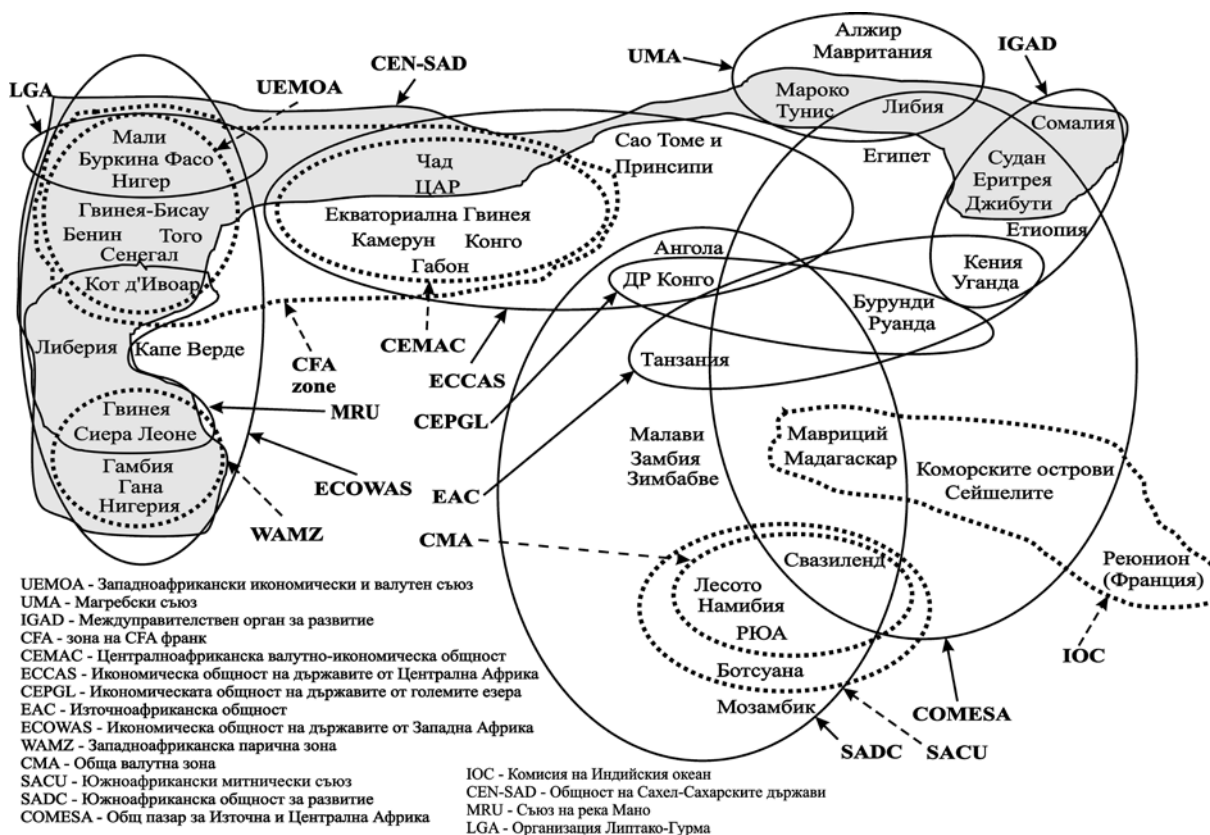 Алжир
Мавритания
UMA
IGAD
CEN-SAD
UEMOA
LGA
Мароко
Тунис
Либия
Сомалия
Мали
Буркина Фасо
Нигер
Чад
ЦАР
Сао Томе и
Принсипи
Египет
Судан
Еритрея
Джибути
Етиопия
Гвинея-Бисау
Бенин
Того
Сенегал
Кот д'Ивоар
Екваториална Гвинея
Камерун
Конго
Габон
Ангола
ДР Конго
Кения
Уганда
Бурунди
Руанда
Танзания
Либерия
Капе Верде
CFA
zone
CEMAC
ECCAS
CEPGL
MRU
Гвинея
Сиера Леоне
Гамбия
Гана
Нигерия
ECOWAS
WAMZ
EAC
CMA
Малави
Замбия
Зимбабве
Мавриций
Мадагаскар
Коморските острови
Сейшелите
Реюнион
(Франция)
IOC
Свазиленд
Лесото
Намибия
РЮА
Ботсуана
Мозамбик
COMESA
SADC
SACU
UEMOA - Западноафрикански икономически и валутен съюз
UMA - Магребски съюз
IGAD - Междуправителствен орган за развитие
CFA - зона на CFA франк
CEMAC - Централноафриканска валутно-икономическа общност
ECCAS - Икономическа общност на държавите от Централна Африка
CEPGL - Икономическата общност на държавите от големите езера
EAC - Източноафриканска общност
ECOWAS - Икономическа общност на държавите от Западна Африка
WAMZ - Западноафриканска парична зона
CMA - Обща валутна зона
SACU - Южноафрикански митнически съюз
SADC - Южноафриканска общност за развитие
COMESA - Общ пазар за Източна и Централна Африка
IOC - Комисия на Индийския океан
CEN-SAD - Общност на Сахел-Сахарските държави
MRU - Съюз на река Мано
LGA - Организация Липтако-Гурма